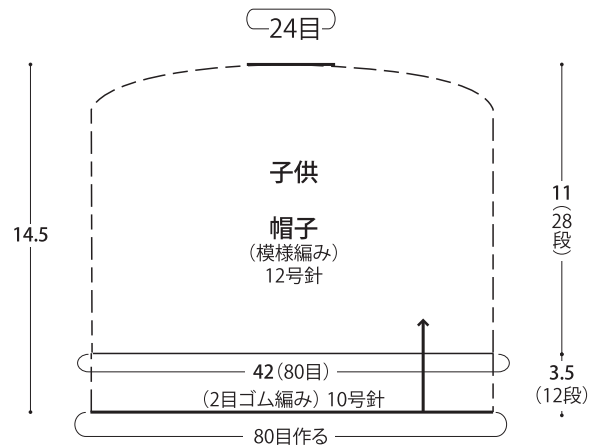 24目
子供
帽子
(模様編み)
12号針
14.5
11
(28段)
42(80目)
3.5
(12段)
(2目ゴム編み) 10号針
80目作る